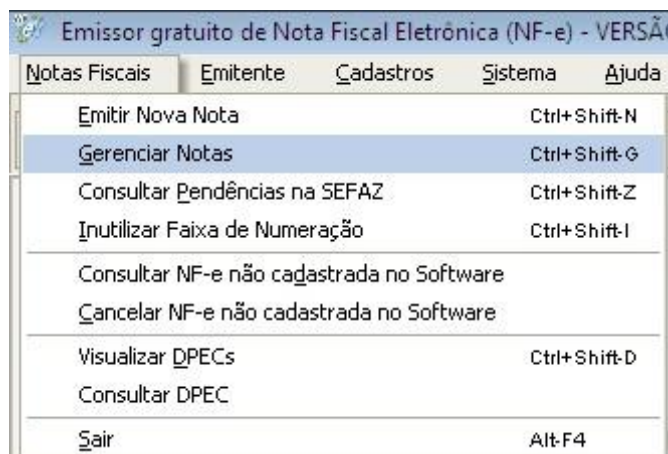 Emissor gratuito de Nota Fiscal Eletrônica (NF-e) - VERSÃ
Notas Fiscais Emitente Cadastros Sistema Ajuda
Emitir Nova Nota Ctrl+Shift-N
Gerenciar Notas Ctrl+Shift-G
Consultar Pendências na SEFAZ Ctrl+Shift-Z
Inutilizar Faixa de Numeração Ctrl+Shift-I
Consultar NF-e não cadastrada no Software
Cancelar NF-e não cadastrada no Software
Visualizar DPECs Ctrl+Shift-D
Consultar DPEC
Sair Alt-F4